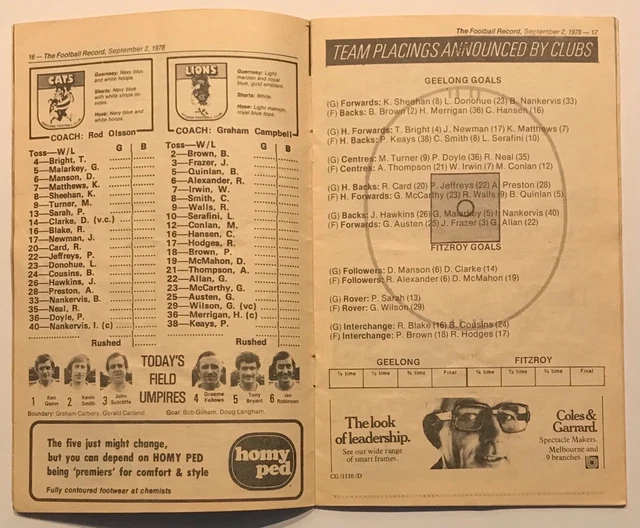 16 — The Football Record, September 2, 1978
CATS
Guernsey: Navy blue
and white hoops.
Shorts: Navy blue
with white stripe on
sides.
Hose: Navy blue and
white hoops.
COACH: Rod Olsson
LIONS
Guernsey: Light
maroon and royal
blue, gold emblem.
Shorts: White.
Hose: Light maroon,
royal blue tops.
COACH: Graham Campbell
Toss—W/L G B
4—Bright, T.
5—Malarkey, G.
6—Manson, D.
7—Matthews, K.
8—Sheehan, K.
9—Turner, M.
13—Sarah, P.
14—Clarke, D. (v.c.)
16—Blake, R.
17—Newman, J.
20—Card, R.
22—Jeffreys, P.
23—Donohue, L.
24—Cousins, B.
26—Hawkins, J.
28—Preston, A.
33—Nankervis, B.
35—Neal, R.
36—Doyle, P.
40—Nankervis, I. (c)
Rushed
Toss—W/L G B
2—Brown, B.
3—Frazer, J.
5—Quinlan, B.
6—Alexander, R.
7—Irwin, W.
8—Smith, C.
9—Walls, R.
10—Serafini, L.
12—Conlan, M.
16—Hansen, C.
17—Hodges, R.
18—Brown, P.
19—McMahon, D.
21—Thompson, A.
22—Allan, G.
23—McCarthy, G.
25—Austen, G.
29—Wilson, G. (vc)
36—Merrigan, H. (c)
38—Keays, P.
Rushed
TODAY'S
FIELD
UMPIRES
1 Ken Quinn
2 Kevin Smith
3 John Sutcliffe
4 Graeme Fellows
5 Tony Bryant
6 Ian Robinson
Boundary: Graham Carbery, Gerald Carland. Goal: Bob Gilham, Doug Langham.
The five just might change,
but you can depend on HOMY PED
being 'premiers' for comfort & style
Fully contoured footwear at chemists
homy
ped
The Football Record, September 2, 1978 — 17
TEAM PLACINGS ANNOUNCED BY CLUBS
GEELONG GOALS
(G) Forwards: K. Sheehan (8) L. Donohue (23) B. Nankervis (33)
(F) Backs: B. Brown (2) H. Merrigan (36) C. Hansen (16)
(G) H. Forwards: T. Bright (4) J. Newman (17) K. Matthews (7)
(F) H. Backs: P. Keays (38) C. Smith (8) L. Serafini (10)
(G) Centres: M. Turner (9) P. Doyle (36) R. Neal (35)
(F) Centres: A. Thompson (21) W. Irwin (7) M. Conlan (12)
(G) H. Backs: R. Card (20) P. Jeffreys (22) A. Preston (28)
(F) H. Forwards: G. McCarthy (23) R. Walls (9) B. Quinlan (5)
(G) Backs: J. Hawkins (26) G. Malarkey (5) I. Nankervis (40)
(F) Forwards: G. Austen (25) J. Frazer (3) G. Allan (22)
FITZROY GOALS
(G) Followers: D. Manson (6) D. Clarke (14)
(F) Followers: R. Alexander (6) D. McMahon (19)
(G) Rover: P. Sarah (13)
(F) Rover: G. Wilson (29)
(G) Interchange: R. Blake (16) B. Cousins (24)
(F) Interchange: P. Brown (18) R. Hodges (17)
GEELONG FITZROY
¼ time ½ time ¾ time Final ¼ time ½ time ¾ time Final
The look
of leadership.
See our wide range
of smart frames.
CG/1110/D
Coles &
Garrard.
Spectacle Makers.
Melbourne and
9 branches.